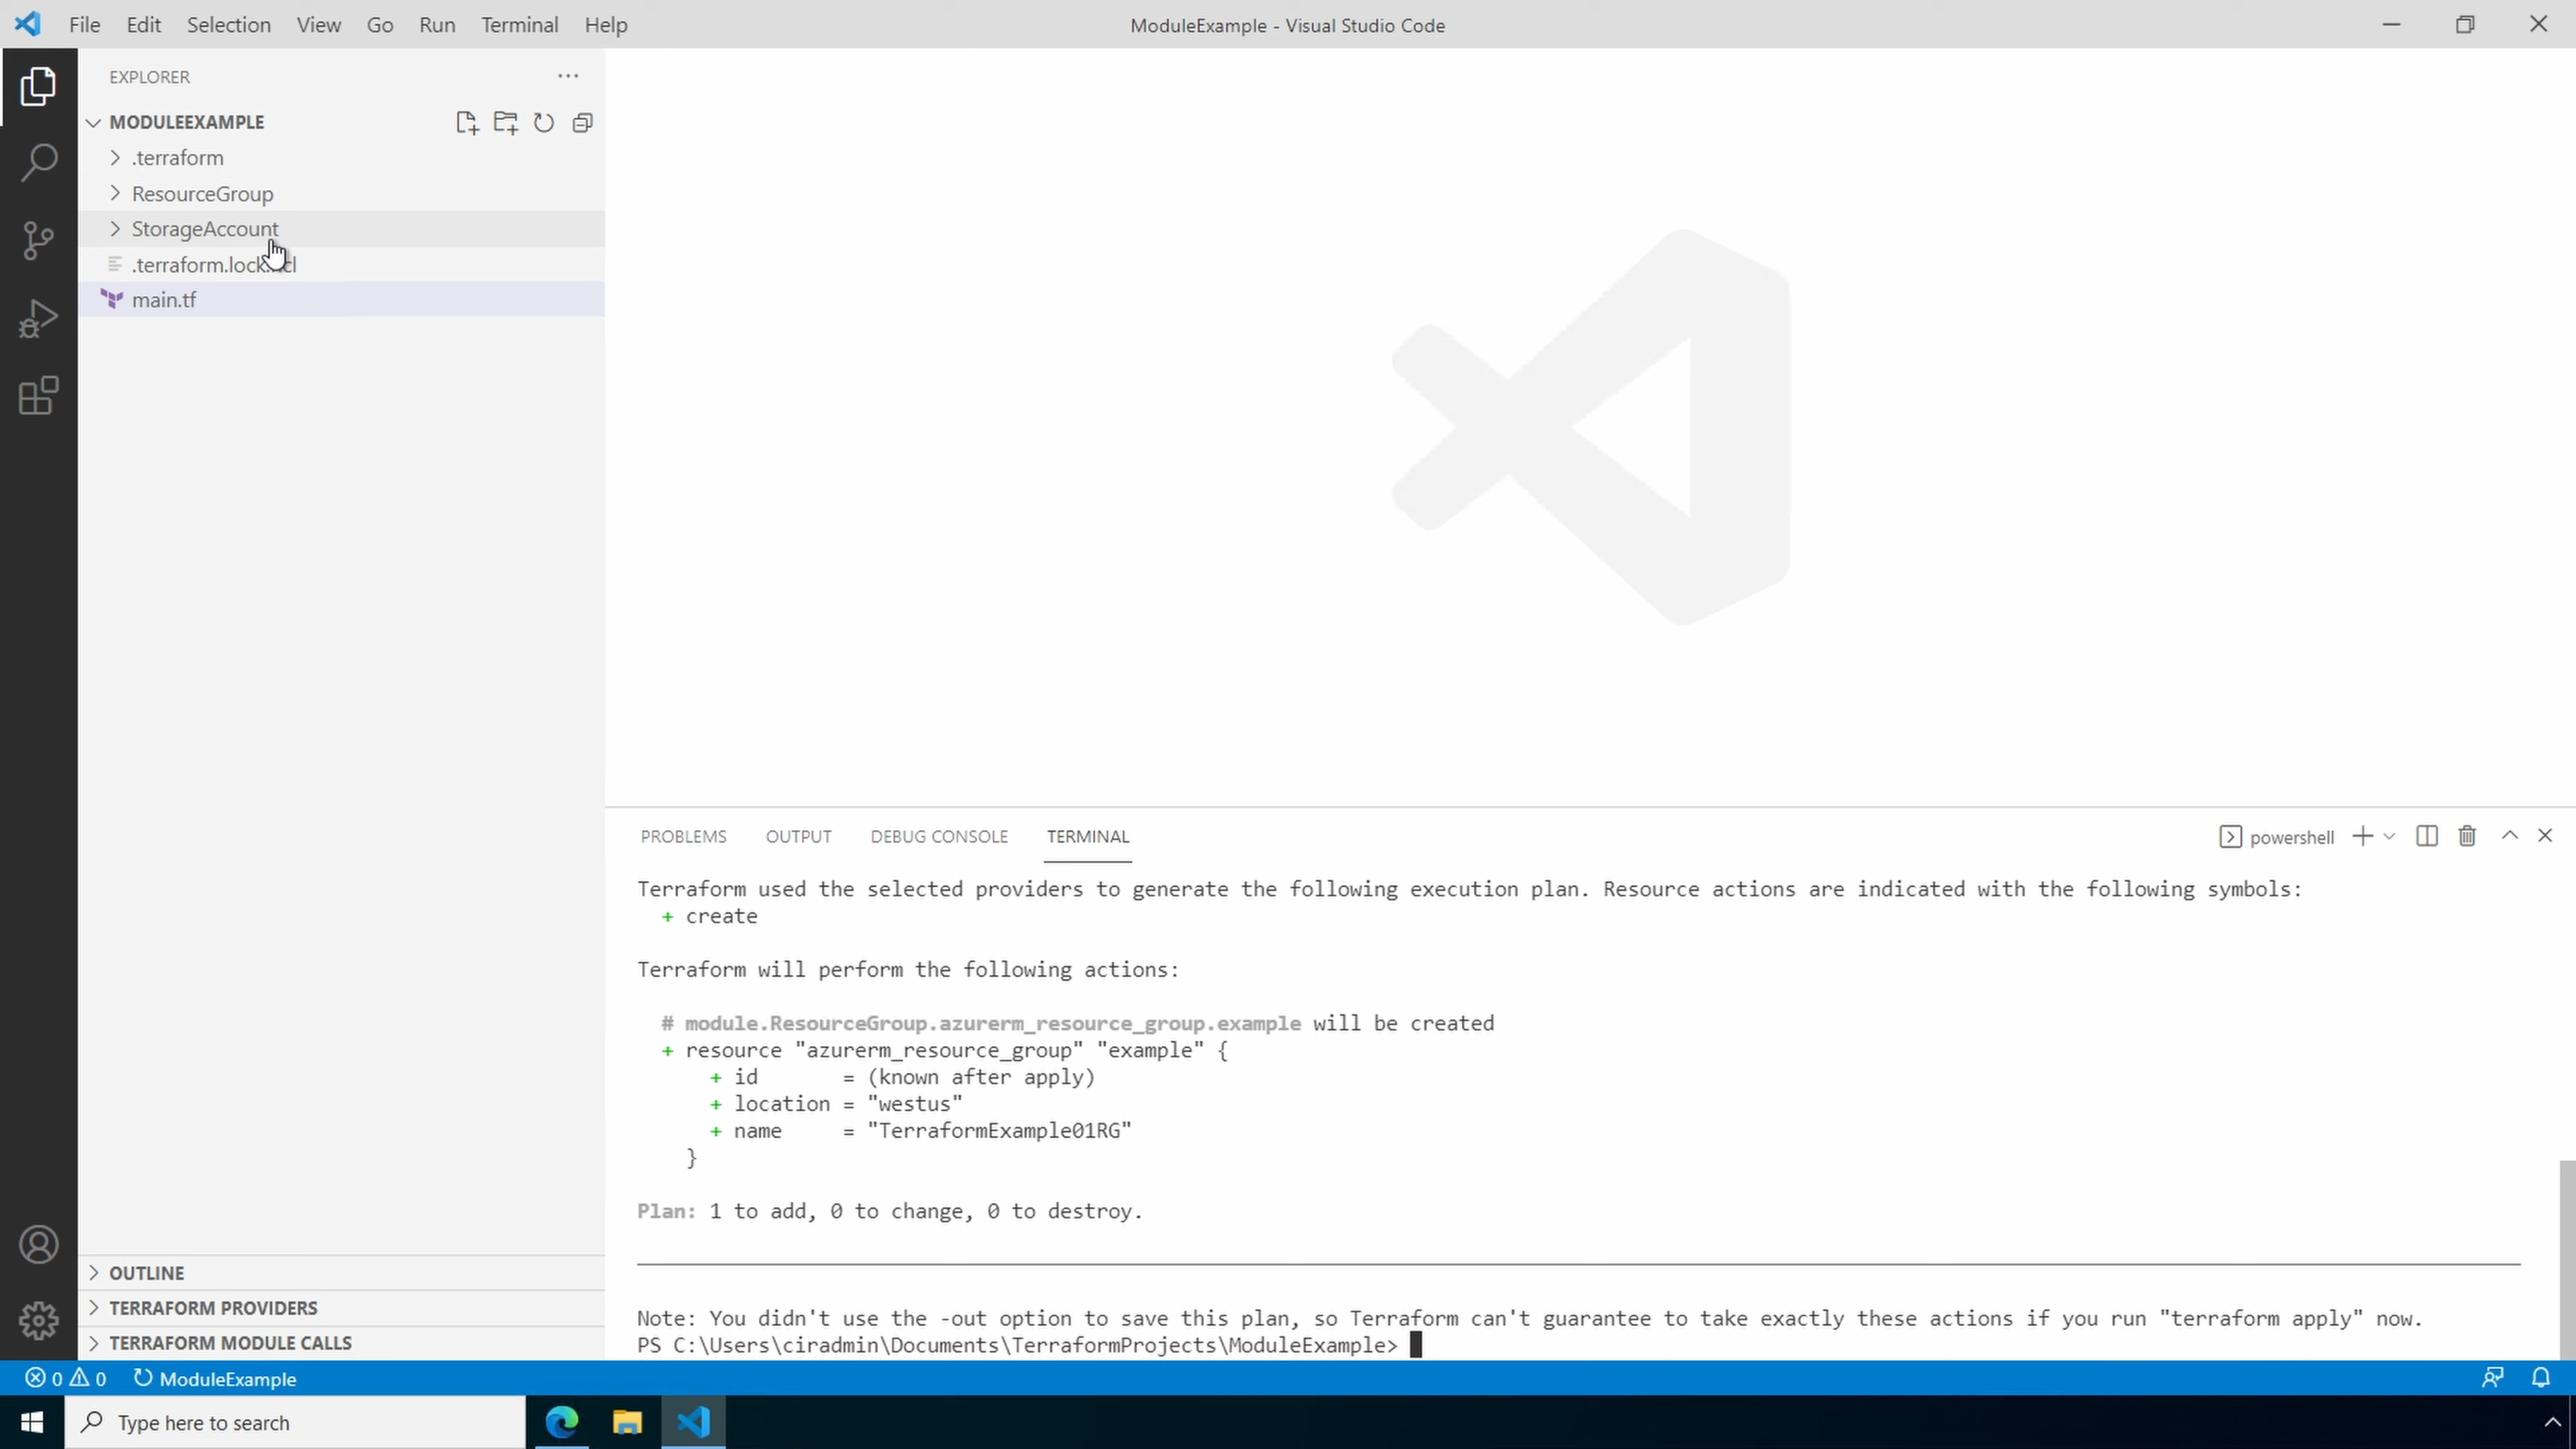 File Edit Selection View Go Run Terminal Help
ModuleExample - Visual Studio Code
EXPLORER
MODULEEXAMPLE
.terraform
ResourceGroup
StorageAccount
.terraform.lock
main.tf
OUTLINE
TERRAFORM PROVIDERS
TERRAFORM MODULE CALLS
PROBLEMS OUTPUT DEBUG CONSOLE TERMINAL
powershell
Terraform used the selected providers to generate the following execution plan. Resource actions are indicated with the following symbols:
+ create
Terraform will perform the following actions:
# module.ResourceGroup.azurerm_resource_group.example will be created
+ resource "azurerm_resource_group" "example" {
+ id = (known after apply)
+ location = "westus"
+ name = "TerraformExample01RG"
}
Plan: 1 to add, 0 to change, 0 to destroy.
Note: You didn't use the -out option to save this plan, so Terraform can't guarantee to take exactly these actions if you run "terraform apply" now.
PS C:\Users\ciradmin\Documents\TerraformProjects\ModuleExample>
0 0 ModuleExample
Type here to search